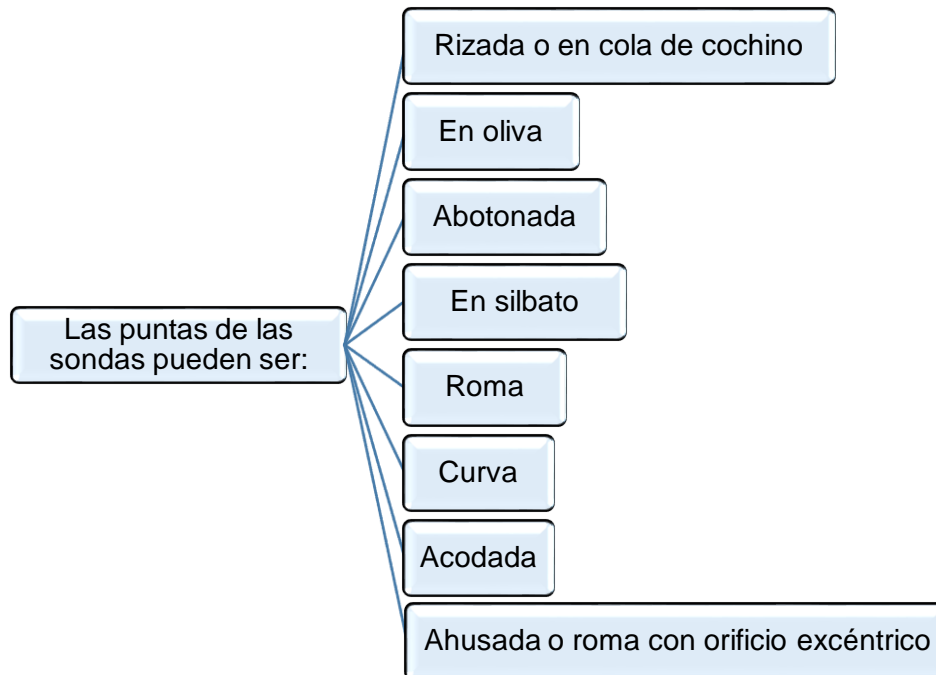 Las puntas de las
sondas pueden ser:
Rizada o en cola de cochino
En oliva
Abotonada
En silbato
Roma
Curva
Acodada
Ahusada o roma con orificio excéntrico